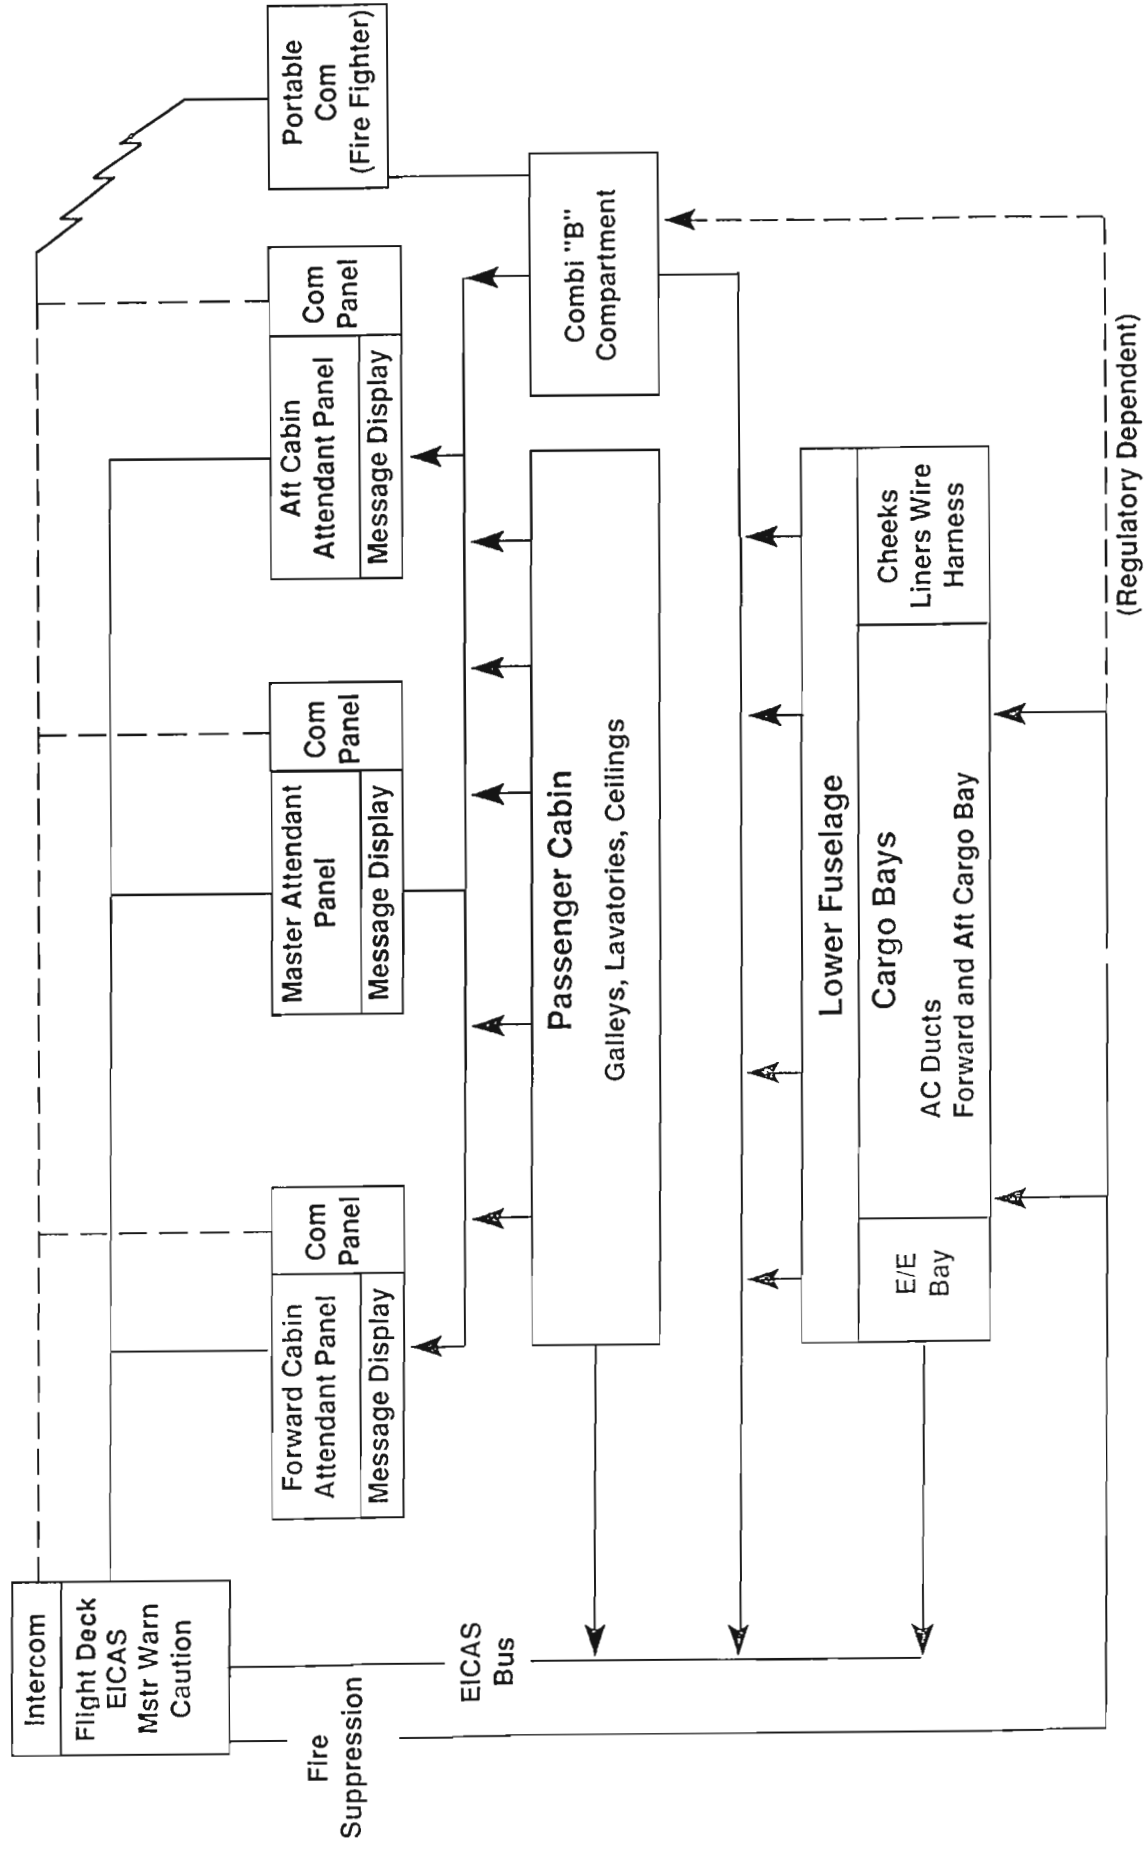 Intercom
Flight Deck
EICAS
Mstr Warn
Caution
Forward Cabin
Attendant Panel
Message Display
Com
Panel
Master Attendant
Panel
Message Display
Com
Panel
Aft Cabin
Attendant Panel
Message Display
Com
Panel
Portable
Com
(Fire Fighter)
Fire
Suppression
EICAS
Bus
Passenger Cabin
Galleys, Lavatories, Ceilings
Combi "B"
Compartment
Lower Fuselage
E/E
Bay
Cargo Bays
AC Ducts
Forward and Aft Cargo Bay
Cheeks
Liners Wire
Harness
(Regulatory Dependent)